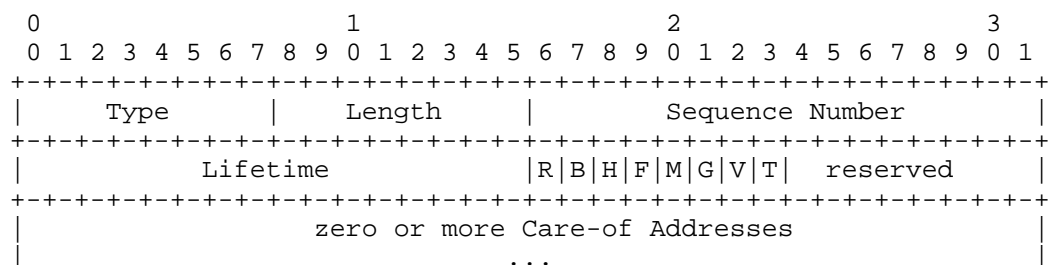 0                   1                   2                   3
 0 1 2 3 4 5 6 7 8 9 0 1 2 3 4 5 6 7 8 9 0 1 2 3 4 5 6 7 8 9 0 1
+-+-+-+-+-+-+-+-+-+-+-+-+-+-+-+-+-+-+-+-+-+-+-+-+-+-+-+-+-+-+-+-+
|     Type      |    Length     |        Sequence Number        |
+-+-+-+-+-+-+-+-+-+-+-+-+-+-+-+-+-+-+-+-+-+-+-+-+-+-+-+-+-+-+-+-+
|           Lifetime            |R|B|H|F|M|G|V|T|  reserved     |
+-+-+-+-+-+-+-+-+-+-+-+-+-+-+-+-+-+-+-+-+-+-+-+-+-+-+-+-+-+-+-+-+
|                  zero or more Care-of Addresses               |
|                              ...                              |